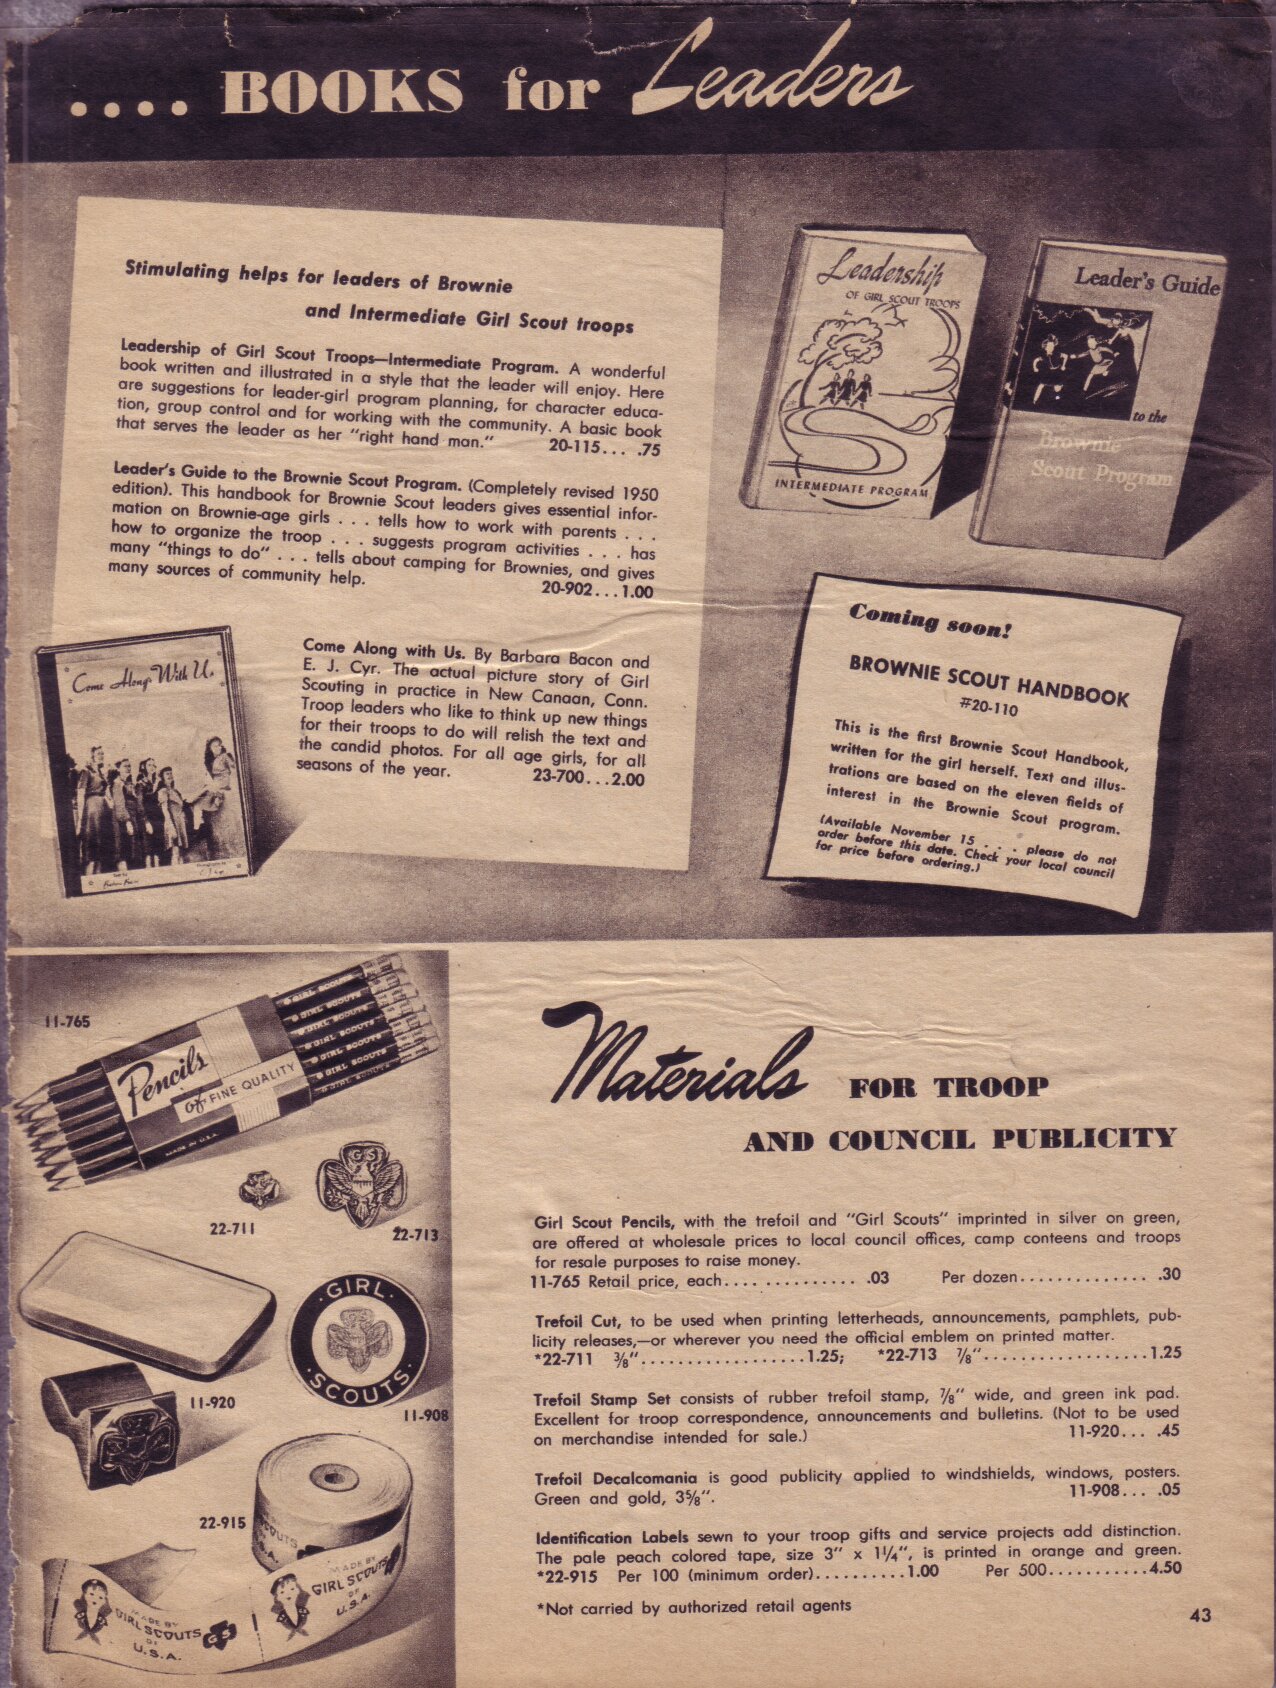 .... BOOKS for Leaders
Stimulating helps for leaders of Brownie
and Intermediate Girl Scout troops
Leadership of Girl Scout Troops—Intermediate Program. A wonderful
book written and illustrated in a style that the leader will enjoy. Here
are suggestions for leader-girl program planning, for character educa-
tion, group control and for working with the community. A basic book
that serves the leader as her "right hand man." 20-115... .75
Leader's Guide to the Brownie Scout Program. (Completely revised 1950
edition). This handbook for Brownie Scout leaders gives essential infor-
mation on Brownie-age girls . . . tells how to work with parents . . .
how to organize the troop . . . suggests program activities . . . has
many "things to do" . . . tells about camping for Brownies, and gives
many sources of community help. 20-902...1.00
Come Along with Us. By Barbara Bacon and
E. J. Cyr. The actual picture story of Girl
Scouting in practice in New Canaan, Conn.
Troop leaders who like to think up new things
for their troops to do will relish the text and
the candid photos. For all age girls, for all
seasons of the year. 23-700...2.00
Come Along With Us
Leadership
OF GIRL SCOUT TROOPS
INTERMEDIATE PROGRAM
Leader's Guide
to the
Brownie
Scout Program
Coming soon!
BROWNIE SCOUT HANDBOOK
#20-110
This is the first Brownie Scout Handbook,
written for the girl herself. Text and illus-
trations are based on the eleven fields of
interest in the Brownie Scout program.
(Available November 15 . . . please do not
order before this date. Check your local council
for price before ordering.)
11-765
Pencils
of FINE QUALITY
MADE IN U.S.A.
GIRL SCOUTS
GIRL SCOUTS
GIRL SCOUTS
GIRL SCOUTS
GIRL SCOUTS
GIRL SCOUTS
GS
22-711
22-713
GIRL
SCOUTS
11-920
11-908
22-915
SCOUTS
U.S.A.
MADE BY
GIRL SCOUTS
OF
U.S.A.
MADE BY
GIRL SCOUTS
OF
U.S.A.
GS
Materials FOR TROOP
AND COUNCIL PUBLICITY
Girl Scout Pencils, with the trefoil and "Girl Scouts" imprinted in silver on green,
are offered at wholesale prices to local council offices, camp conteens and troops
for resale purposes to raise money.
11-765 Retail price, each.... ........... .03 Per dozen.............. .30
Trefoil Cut, to be used when printing letterheads, announcements, pamphlets, pub-
licity releases,—or wherever you need the official emblem on printed matter.
*22-711 3/8"..................1.25; *22-713 7/8"..................1.25
Trefoil Stamp Set consists of rubber trefoil stamp, 7/8" wide, and green ink pad.
Excellent for troop correspondence, announcements and bulletins. (Not to be used
on merchandise intended for sale.) 11-920... .45
Trefoil Decalcomania is good publicity applied to windshields, windows, posters.
Green and gold, 3 5/8". 11-908... .05
Identification Labels sewn to your troop gifts and service projects add distinction.
The pale peach colored tape, size 3" x 1 1/4", is printed in orange and green.
*22-915 Per 100 (minimum order)..........1.00 Per 500...........4.50
*Not carried by authorized retail agents
43